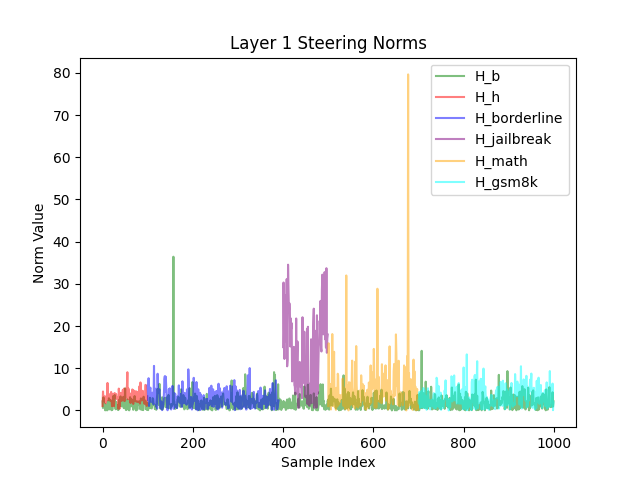 Layer 1 Steering Norms
80
70
60
50
40
30
20
10
0
Norm Value
H_b
H_h
H_borderline
H_jailbreak
H_math
H_gsm8k
0 200 400 600 800 1000
Sample Index